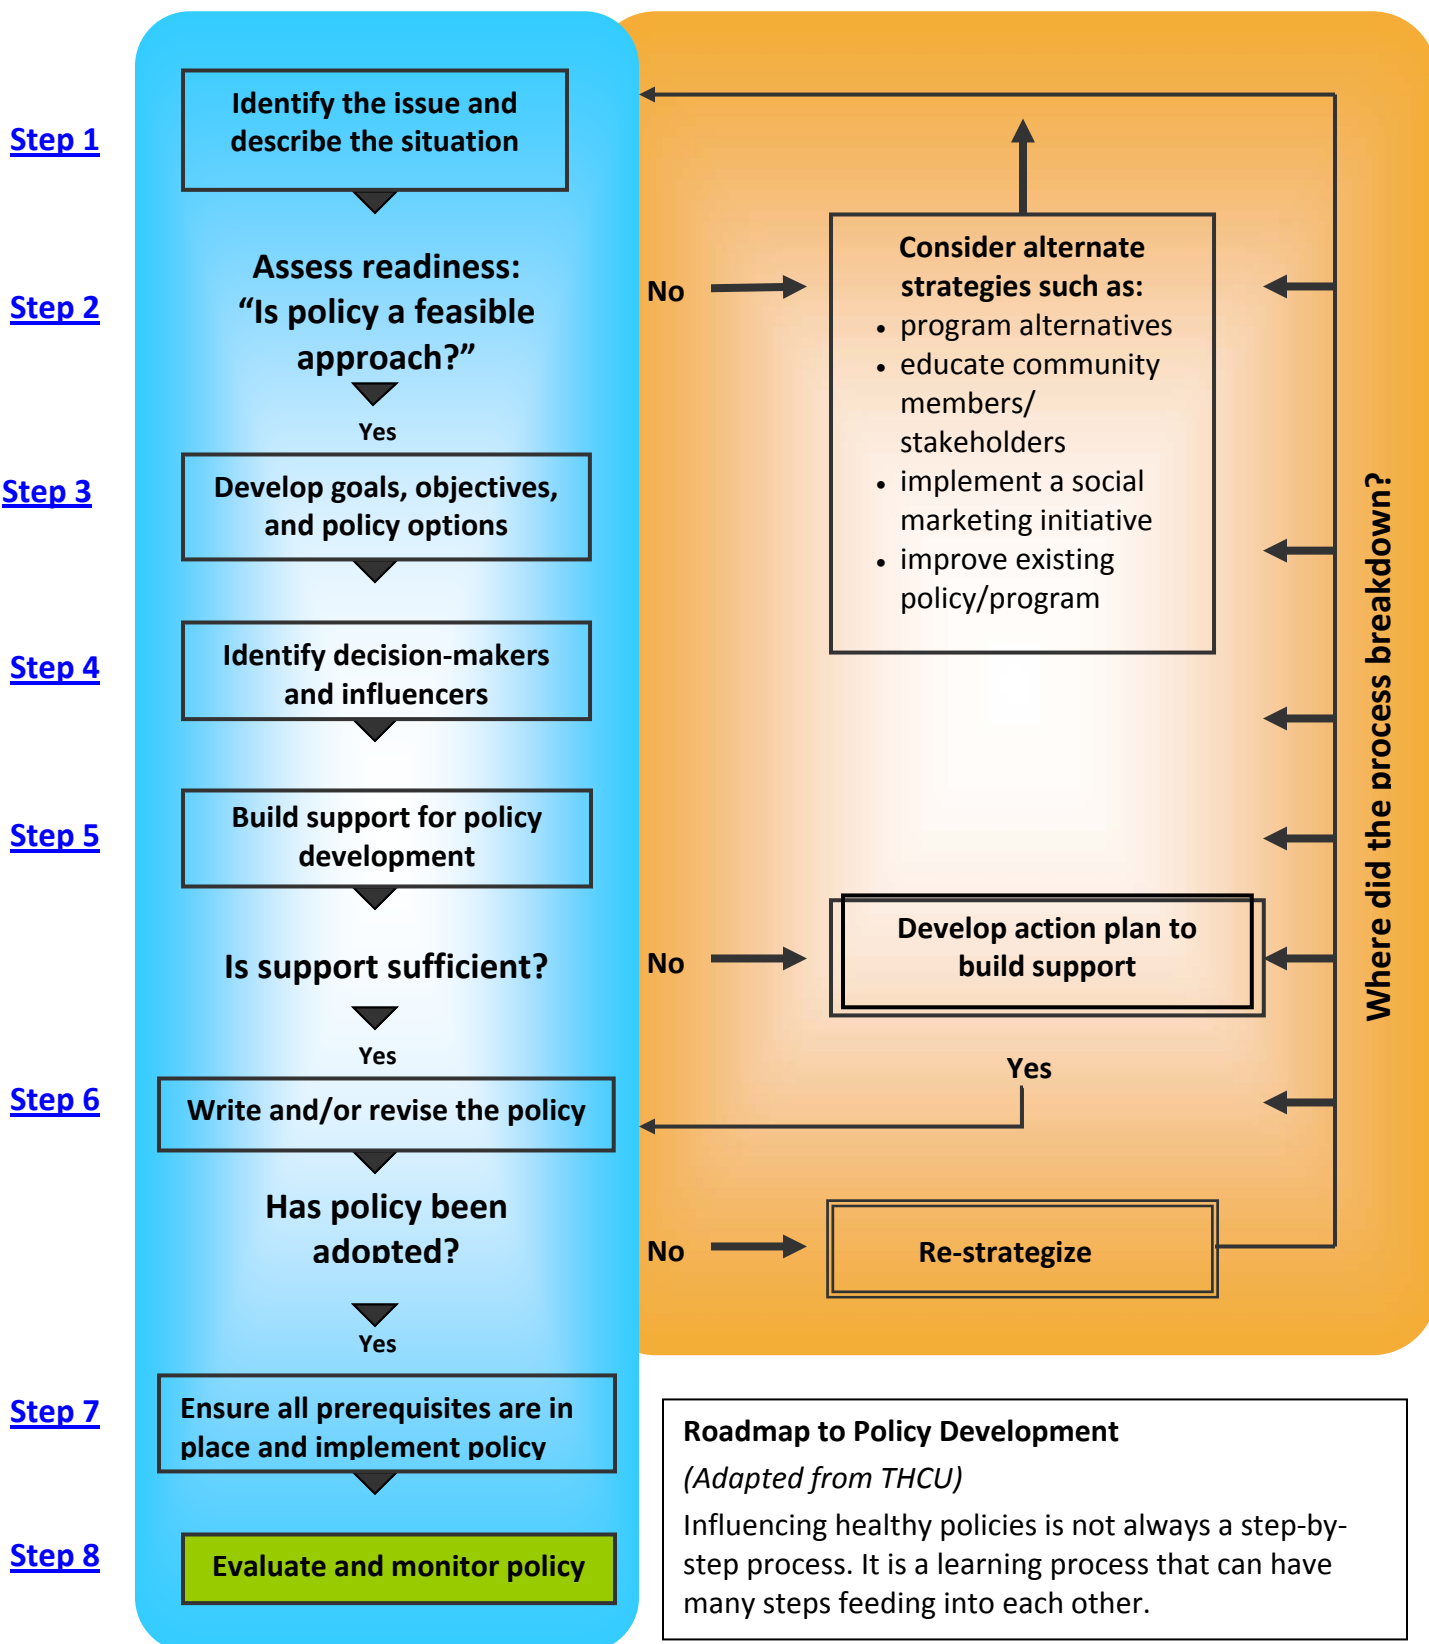 Step 1
Identify the issue and
describe the situation
Step 2
Assess readiness:
“Is policy a feasible
approach?”
No
Consider alternate
strategies such as:
• program alternatives
• educate community
members/
stakeholders
• implement a social
marketing initiative
• improve existing
policy/program
Yes
Step 3
Develop goals, objectives,
and policy options
Step 4
Identify decision-makers
and influencers
Step 5
Build support for policy
development
Is support sufficient?
No
Develop action plan to
build support
Yes
Yes
Step 6
Write and/or revise the policy
Has policy been
adopted?
No
Re-strategize
Where did the process breakdown?
Yes
Step 7
Ensure all prerequisites are in
place and implement policy
Step 8
Evaluate and monitor policy
Roadmap to Policy Development
(Adapted from THCU)
Influencing healthy policies is not always a step-by-
step process. It is a learning process that can have
many steps feeding into each other.